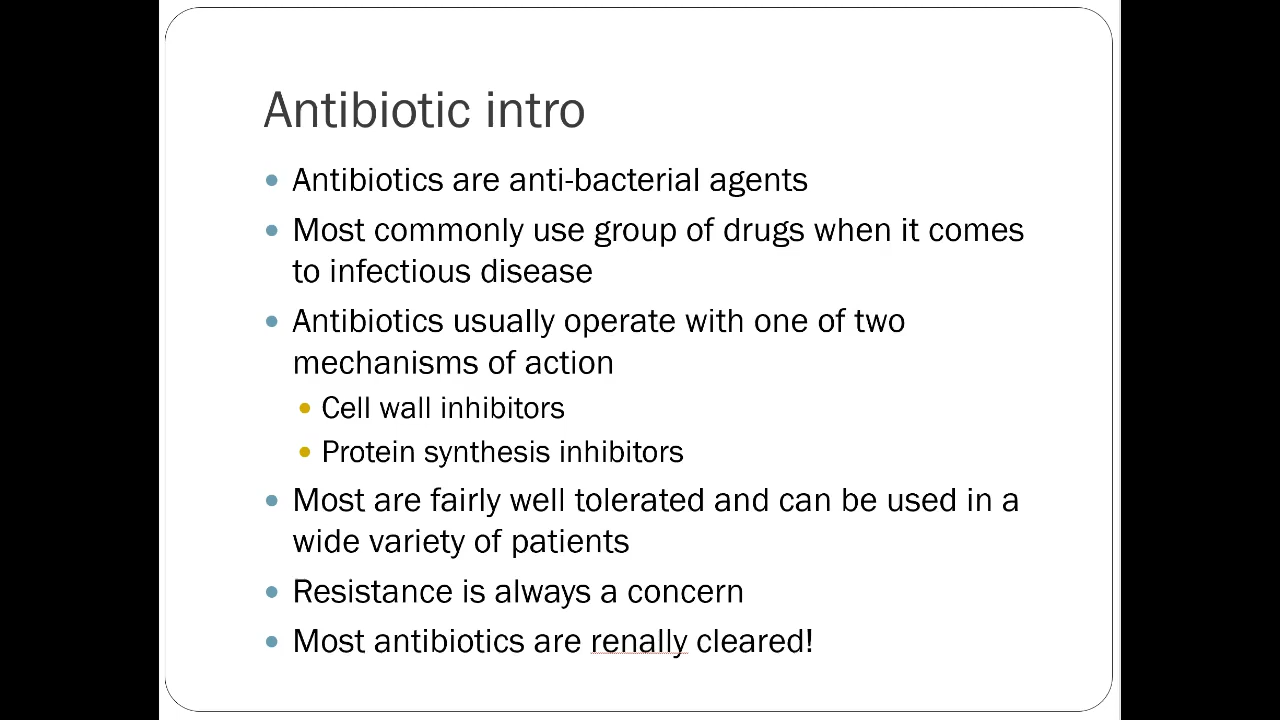 Antibiotic intro
• Antibiotics are anti-bacterial agents
• Most commonly use group of drugs when it comes
to infectious disease
• Antibiotics usually operate with one of two
mechanisms of action
• Cell wall inhibitors
• Protein synthesis inhibitors
• Most are fairly well tolerated and can be used in a
wide variety of patients
• Resistance is always a concern
• Most antibiotics are renally cleared!